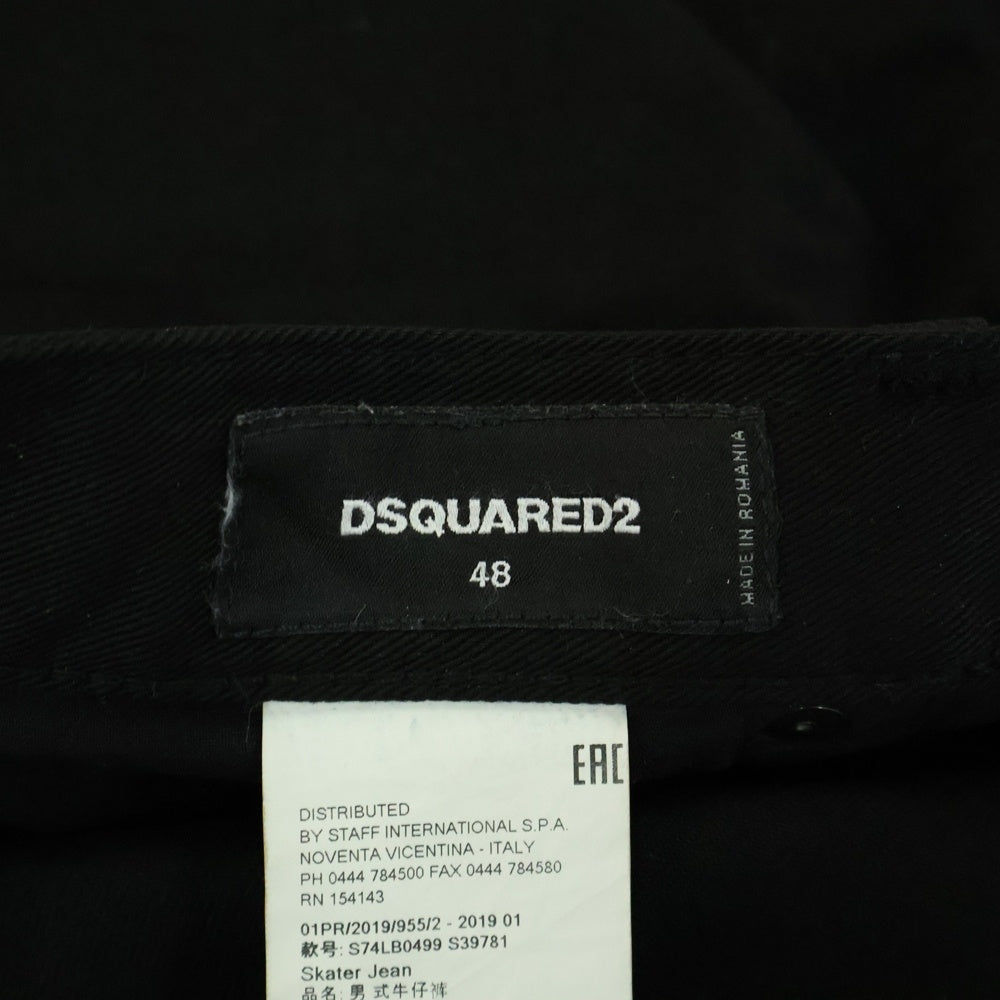 DSQUARED2
48
MADE IN ROMANIA
EAC
DISTRIBUTED
BY STAFF INTERNATIONAL S.P.A.
NOVENTA VICENTINA - ITALY
PH 0444 784500 FAX 0444 784580
RN 154143
01PR/2019/955/2 - 2019 01
款号: S74LB0499 S39781
Skater Jean
品名: 男式牛仔裤